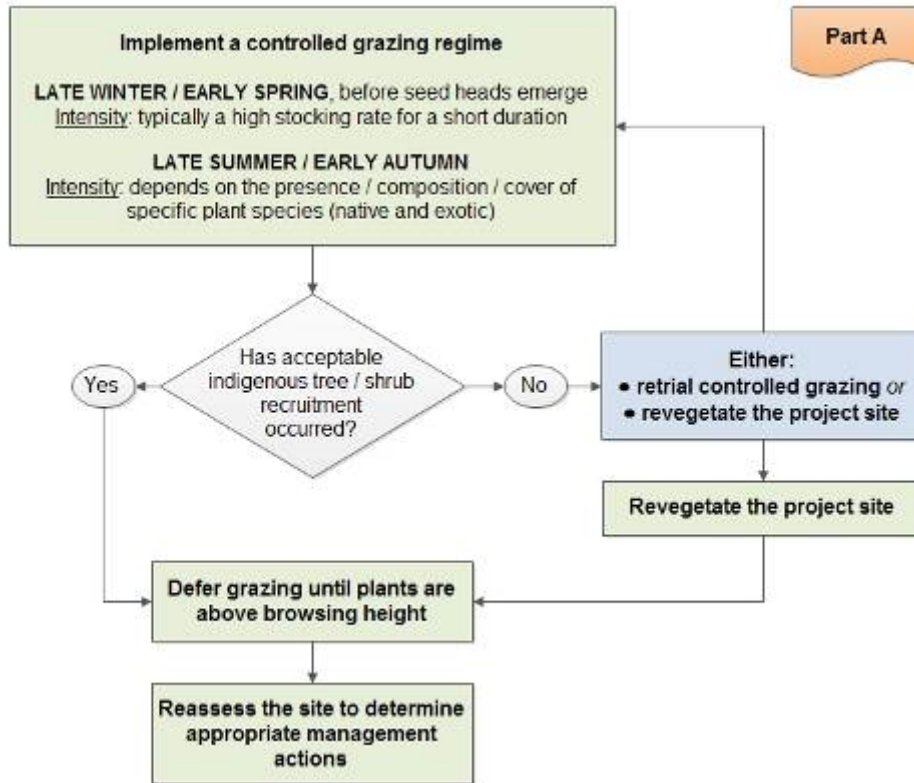 Implement a controlled grazing regime
LATE WINTER / EARLY SPRING, before seed heads emerge
Intensity: typically a high stocking rate for a short duration
LATE SUMMER / EARLY AUTUMN
Intensity: depends on the presence / composition / cover of
specific plant species (native and exotic)
Part A
Has acceptable
indigenous tree / shrub
recruitment
occurred?
Yes
No
Either:
● retrial controlled grazing or
● revegetate the project site
Revegetate the project site
Defer grazing until plants are
above browsing height
Reassess the site to determine
appropriate management
actions